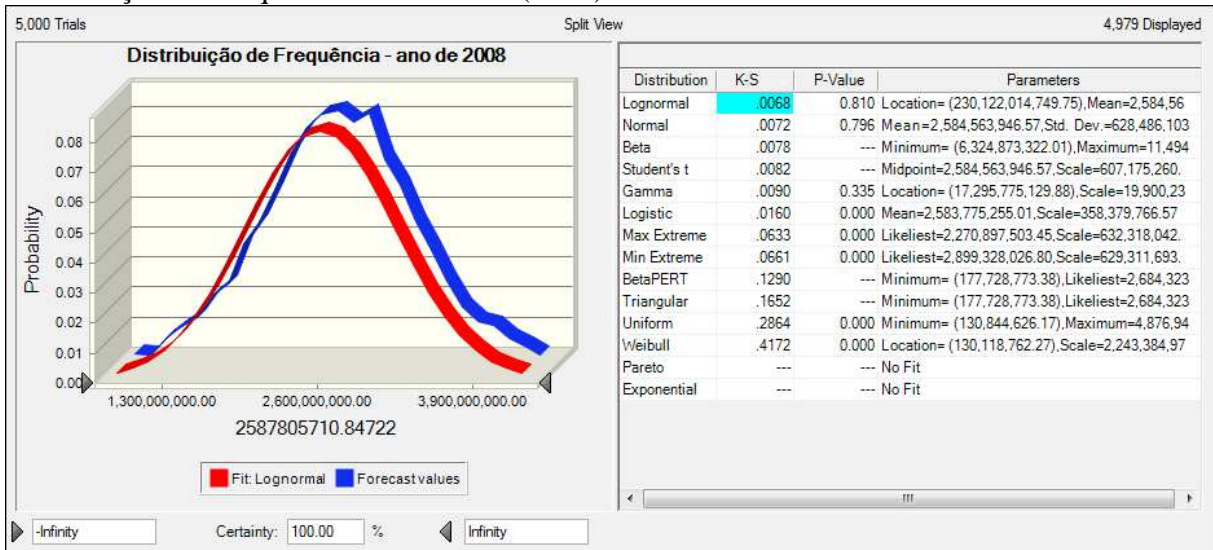 5,000 Trials Split View 4,979 Displayed
Distribuição de Frequência - ano de 2008
Probability
0.08
0.07
0.06
0.05
0.04
0.03
0.02
0.01
0.00
1,300,000,000.00 2,600,000,000.00 3,900,000,000.00
2587805710.84722
Fit: Lognormal Forecast values
Distribution K-S P-Value Parameters
Lognormal .0068 0.810 Location= (230,122,014,749.75),Mean=2,584,56
Normal .0072 0.796 Mean=2,584,563,946.57,Std. Dev.=628,486,103
Beta .0078 --- Minimum= (6,324,873,322.01),Maximum=11,494
Student's t .0082 --- Midpoint=2,584,563,946.57,Scale=607,175,260.
Gamma .0090 0.335 Location= (17,295,775,129.88),Scale=19,900,23
Logistic .0160 0.000 Mean=2,583,775,255.01,Scale=358,379,766.57
Max Extreme .0633 0.000 Likeliest=2,270,897,503.45,Scale=632,318,042.
Min Extreme .0661 0.000 Likeliest=2,899,328,026.80,Scale=629,311,693.
BetaPERT .1290 --- Minimum= (177,728,773.38),Likeliest=2,684,323
Triangular .1652 --- Minimum= (177,728,773.38),Likeliest=2,684,323
Uniform .2864 0.000 Minimum= (130,844,626.17),Maximum=4,876,94
Weibull .4172 0.000 Location= (130,118,762.27),Scale=2,243,384,97
Pareto --- --- No Fit
Exponential --- --- No Fit
-Infinity Certainty: 100.00 % Infinity